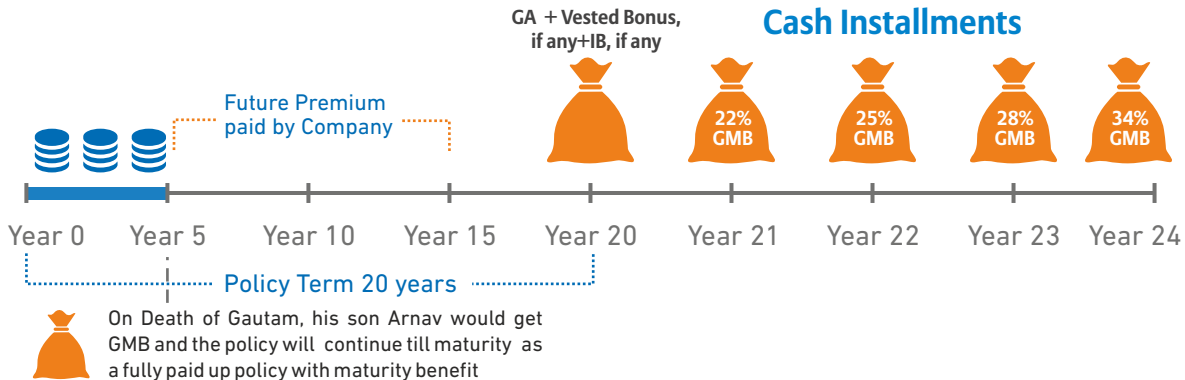 GA + Vested Bonus,
if any+IB, if any
Cash Installments
Future Premium
paid by Company
22%
GMB
25%
GMB
28%
GMB
34%
GMB
Year 0
Year 5
Year 10
Year 15
Year 20
Year 21
Year 22
Year 23
Year 24
Policy Term 20 years
On Death of Gautam, his son Arnav would get
GMB and the policy will continue till maturity as
a fully paid up policy with maturity benefit